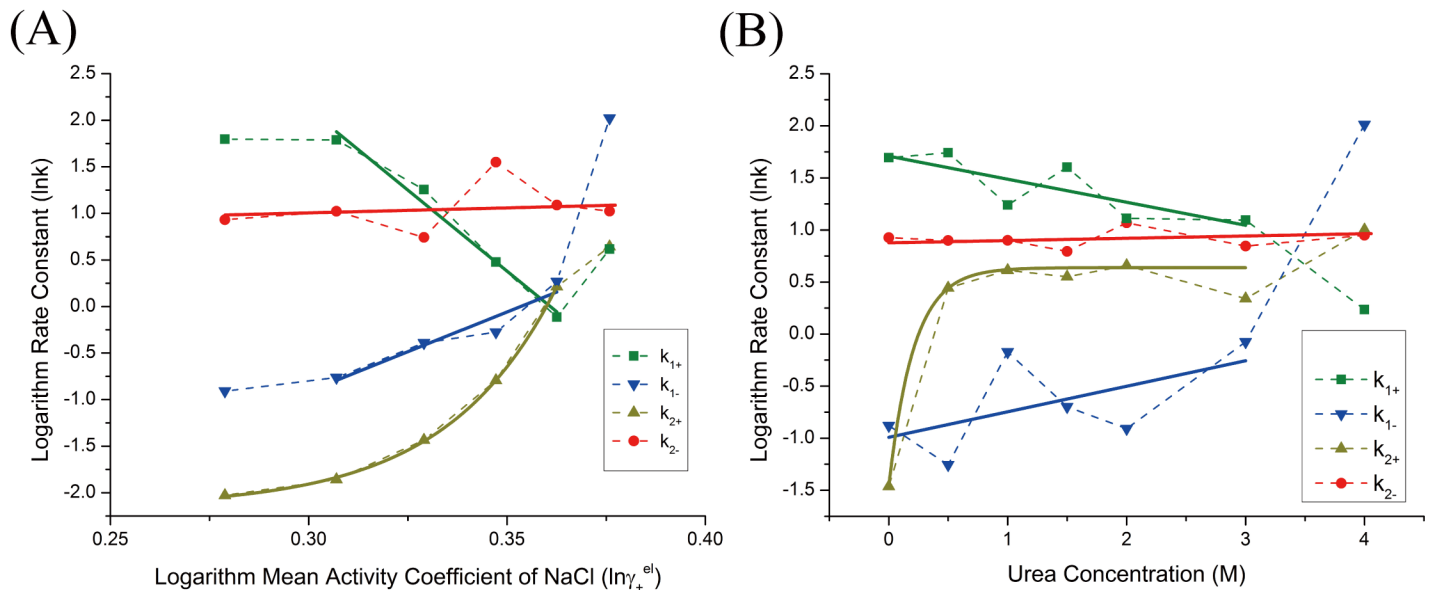 (A)
Logarithm Rate Constant (lnk)
2.5
2.0
1.5
1.0
0.5
0.0
-0.5
-1.0
-1.5
-2.0
0.25
0.30
0.35
0.40
Logarithm Mean Activity Coefficient of NaCl (lnγ₊ᵉˡ)
k₁₊
k₁₋
k₂₊
k₂₋
(B)
Logarithm Rate Constant (lnk)
2.5
2.0
1.5
1.0
0.5
0.0
-0.5
-1.0
-1.5
0
1
2
3
4
Urea Concentration (M)
k₁₊
k₁₋
k₂₊
k₂₋